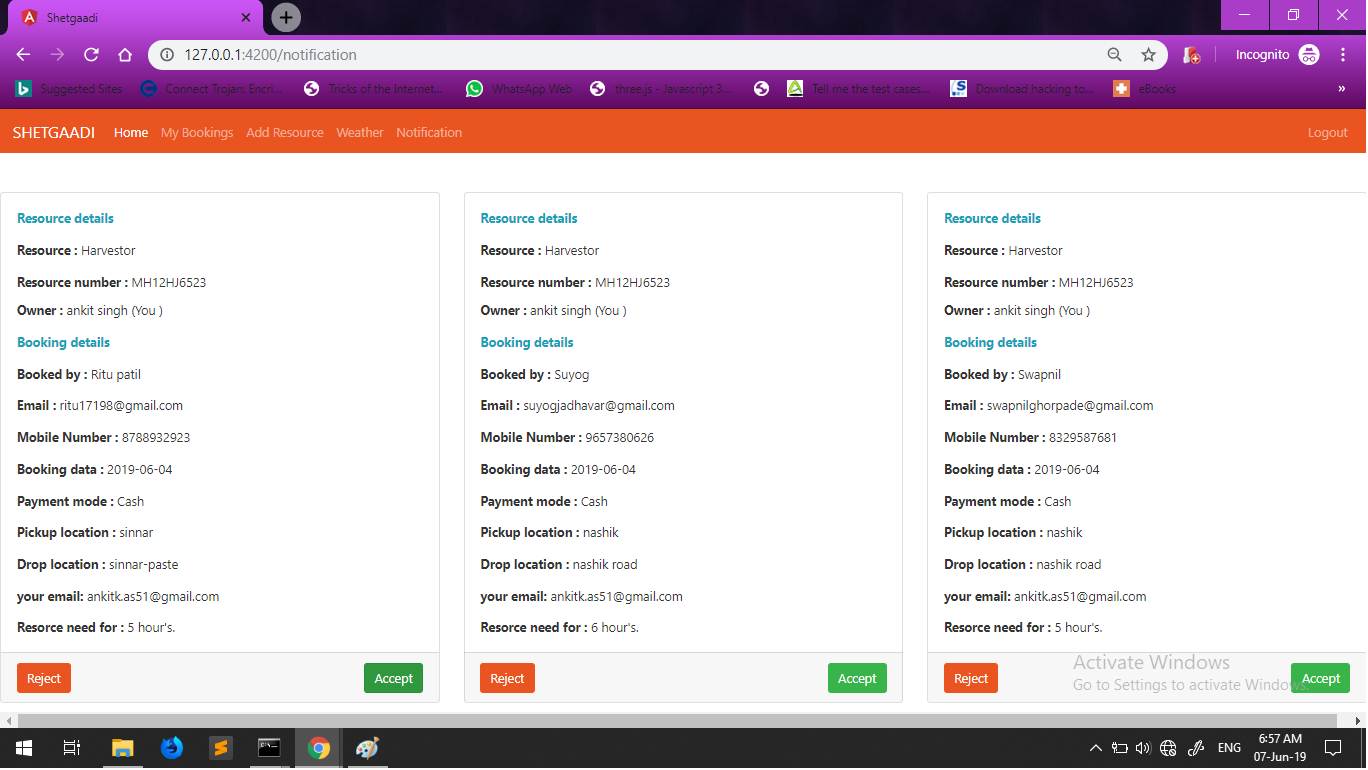 Shetgaadi
127.0.0.1:4200/notification
Incognito
Suggested Sites
Connect Trojan: Encri...
Tricks of the Internet...
WhatsApp Web
three.js - Javascript 3...
Tell me the test cases...
Download hacking to...
eBooks
»
SHETGAADI Home My Bookings Add Resource Weather Notification Logout
Resource details
Resource : Harvestor
Resource number : MH12HJ6523
Owner : ankit singh (You )
Booking details
Booked by : Ritu patil
Email : ritu17198@gmail.com
Mobile Number : 8788932923
Booking data : 2019-06-04
Payment mode : Cash
Pickup location : sinnar
Drop location : sinnar-paste
your email: ankitk.as51@gmail.com
Resorce need for : 5 hour's.
Reject Accept
Resource details
Resource : Harvestor
Resource number : MH12HJ6523
Owner : ankit singh (You )
Booking details
Booked by : Suyog
Email : suyogjadhavar@gmail.com
Mobile Number : 9657380626
Booking data : 2019-06-04
Payment mode : Cash
Pickup location : nashik
Drop location : nashik road
your email: ankitk.as51@gmail.com
Resorce need for : 6 hour's.
Reject Accept
Resource details
Resource : Harvestor
Resource number : MH12HJ6523
Owner : ankit singh (You )
Booking details
Booked by : Swapnil
Email : swapnilghorpade@gmail.com
Mobile Number : 8329587681
Booking data : 2019-06-04
Payment mode : Cash
Pickup location : nashik
Drop location : nashik road
your email: ankitk.as51@gmail.com
Resorce need for : 5 hour's.
Reject Accept
Activate Windows
Go to Settings to activate Windows.
ENG
6:57 AM
07-Jun-19